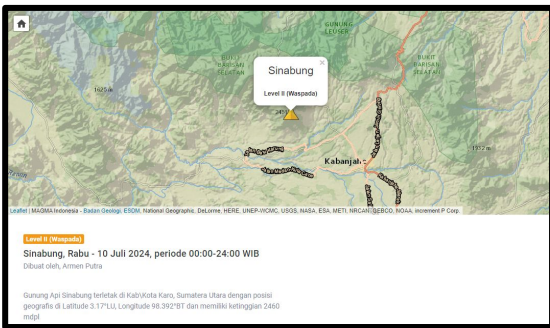 GUNUNG
LEUSER
BUKIT
BARISAN
SELATAN
BUKIT
BARISAN
SELATAN
Sinabung
Level II (Waspada)
Kabanjahe
Leaflet | MAGMA Indonesia - Badan Geologi, ESDM, National Geographic, DeLorme, HERE, UNEP-WCMC, USGS, NASA, ESA, METI, NRCAN, GEBCO, NOAA, increment P Corp.
Level II (Waspada)
Sinabung, Rabu - 10 Juli 2024, periode 00:00-24:00 WIB
Dibuat oleh, Armen Putra
Gunung Api Sinabung terletak di Kab\Kota Karo, Sumatera Utara dengan posisi
geografis di Latitude 3.17°LU, Longitude 98.392°BT dan memiliki ketinggian 2460
mdpl